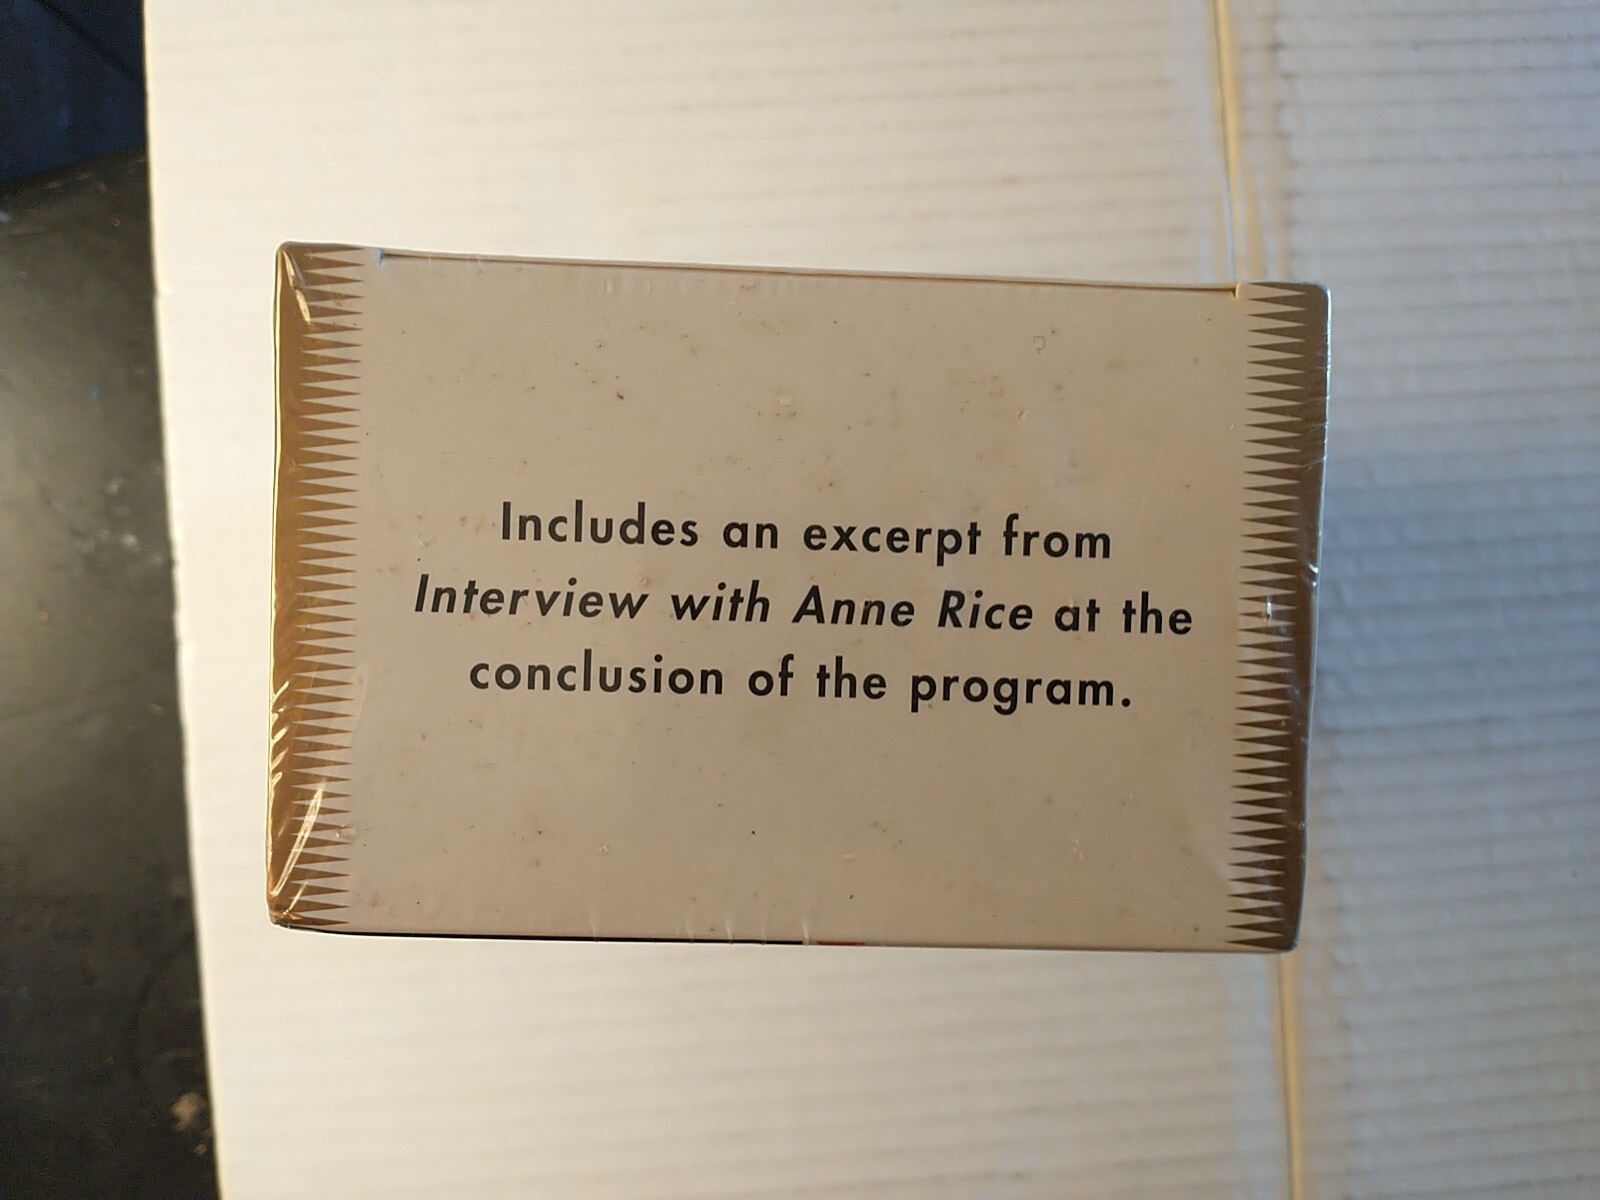 Includes an excerpt from
Interview with Anne Rice at the
conclusion of the program.